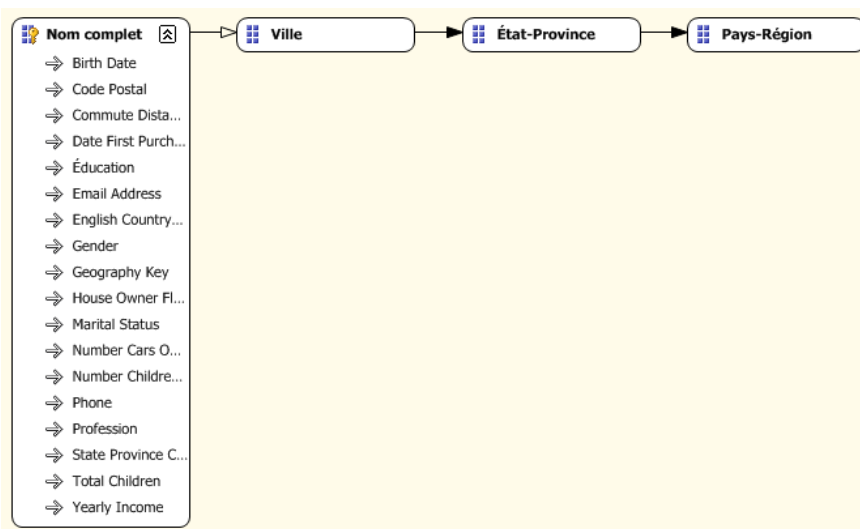 Nom complet
Ville
État-Province
Pays-Région
Birth Date
Code Postal
Commute Dista...
Date First Purch...
Éducation
Email Address
English Country...
Gender
Geography Key
House Owner Fl...
Marital Status
Number Cars O...
Number Childre...
Phone
Profession
State Province C...
Total Children
Yearly Income